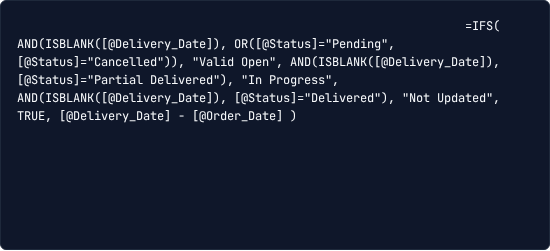 =IFS(
AND(ISBLANK([@Delivery_Date]), OR([@Status]="Pending",
[@Status]="Cancelled")), "Valid Open", AND(ISBLANK([@Delivery_Date]),
[@Status]="Partial Delivered"), "In Progress",
AND(ISBLANK([@Delivery_Date]), [@Status]="Delivered"), "Not Updated",
TRUE, [@Delivery_Date] - [@Order_Date] )